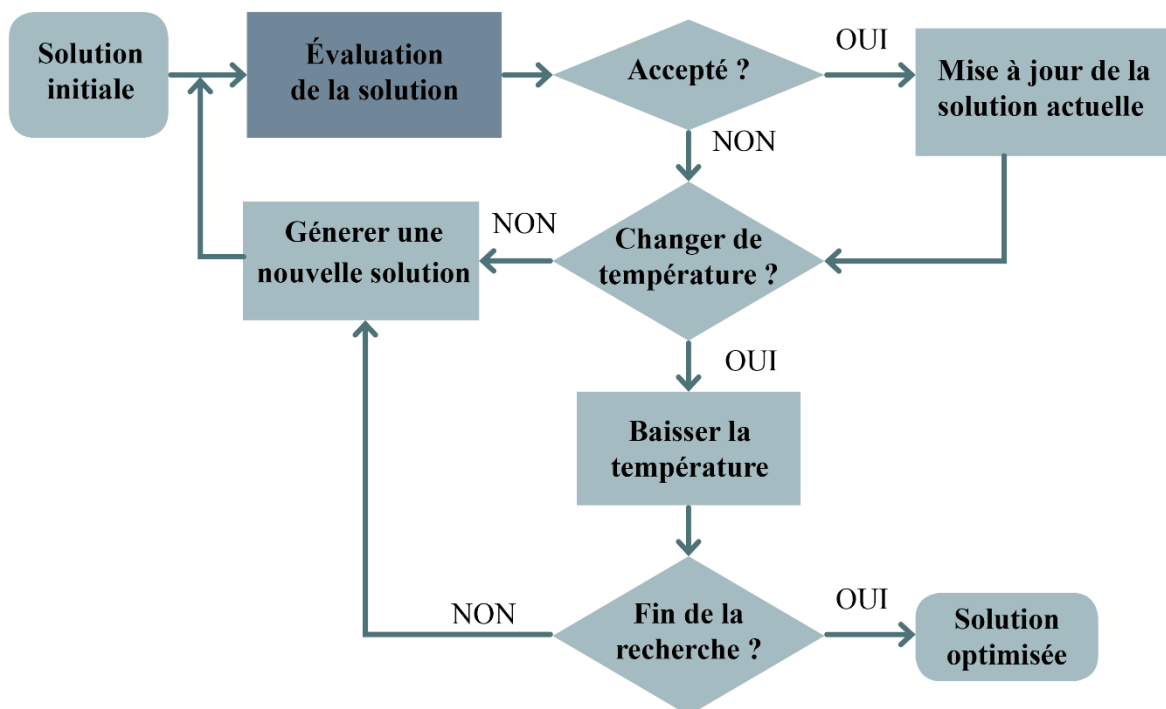 Solution
initiale
Évaluation
de la solution
Accepté ?
OUI
Mise à jour de la
solution actuelle
NON
Génerer une
nouvelle solution
NON
Changer de
température ?
OUI
Baisser la
température
NON
Fin de la
recherche ?
OUI
Solution
optimisée